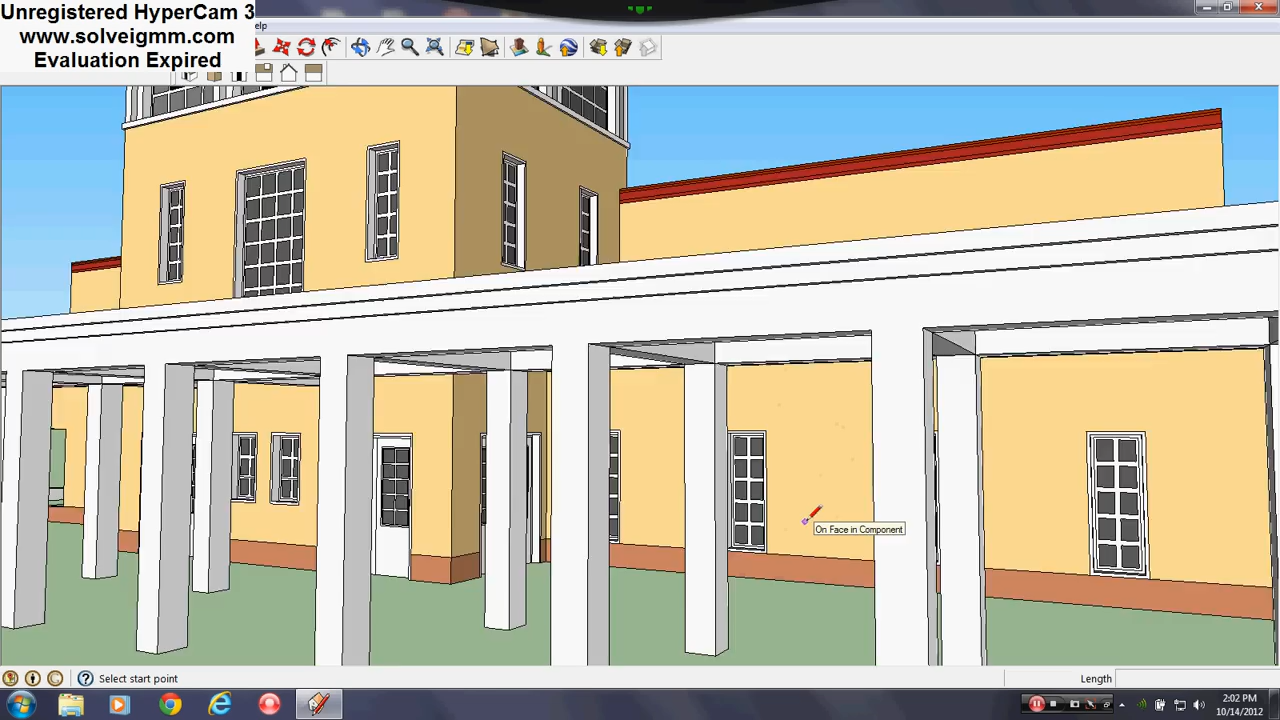 Unregistered HyperCam 3
www.solveigmm.com
Evaluation Expired
elp
On Face in Component
Select start point
Length
2:02 PM
10/14/2012